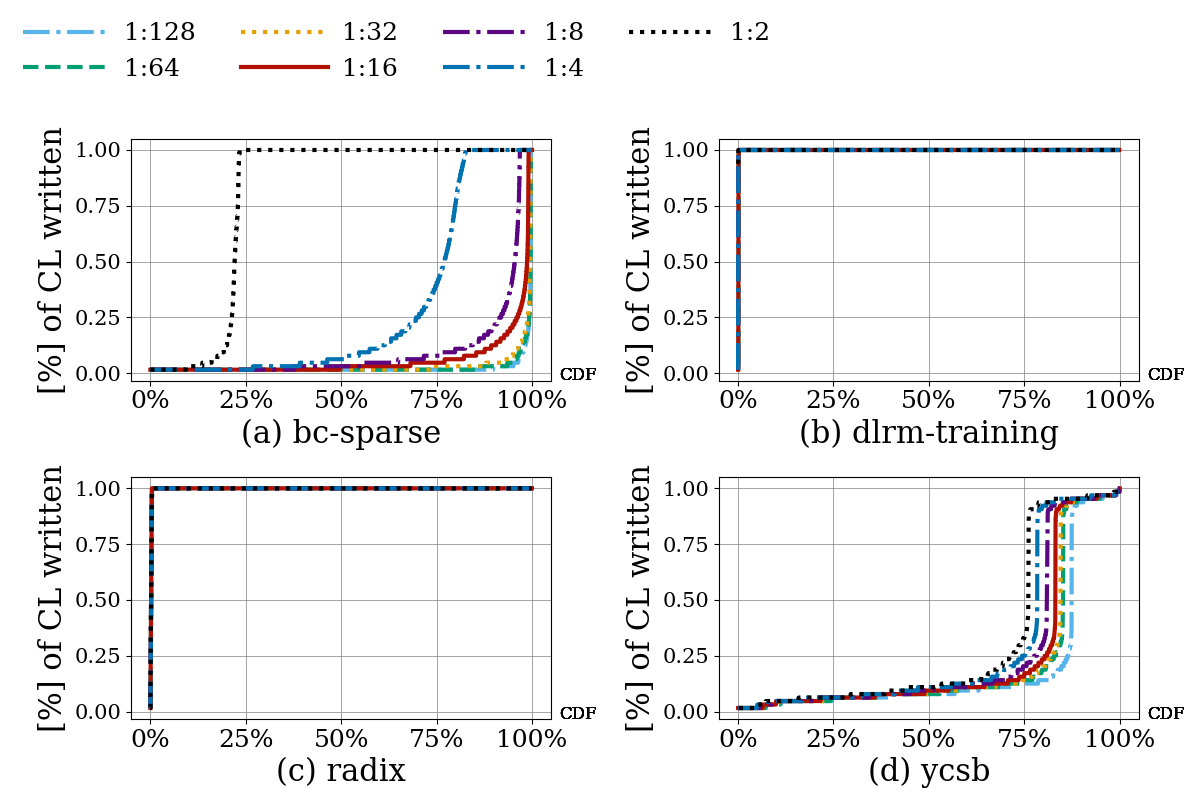 1:128 1:32 1:8 1:2
1:64 1:16 1:4
[%] of CL written
1.00
0.75
0.50
0.25
0.00
0% 25% 50% 75% 100%
CDF
(a) bc-sparse
[%] of CL written
1.00
0.75
0.50
0.25
0.00
0% 25% 50% 75% 100%
CDF
(b) dlrm-training
[%] of CL written
1.00
0.75
0.50
0.25
0.00
0% 25% 50% 75% 100%
CDF
(c) radix
[%] of CL written
1.00
0.75
0.50
0.25
0.00
0% 25% 50% 75% 100%
CDF
(d) ycsb